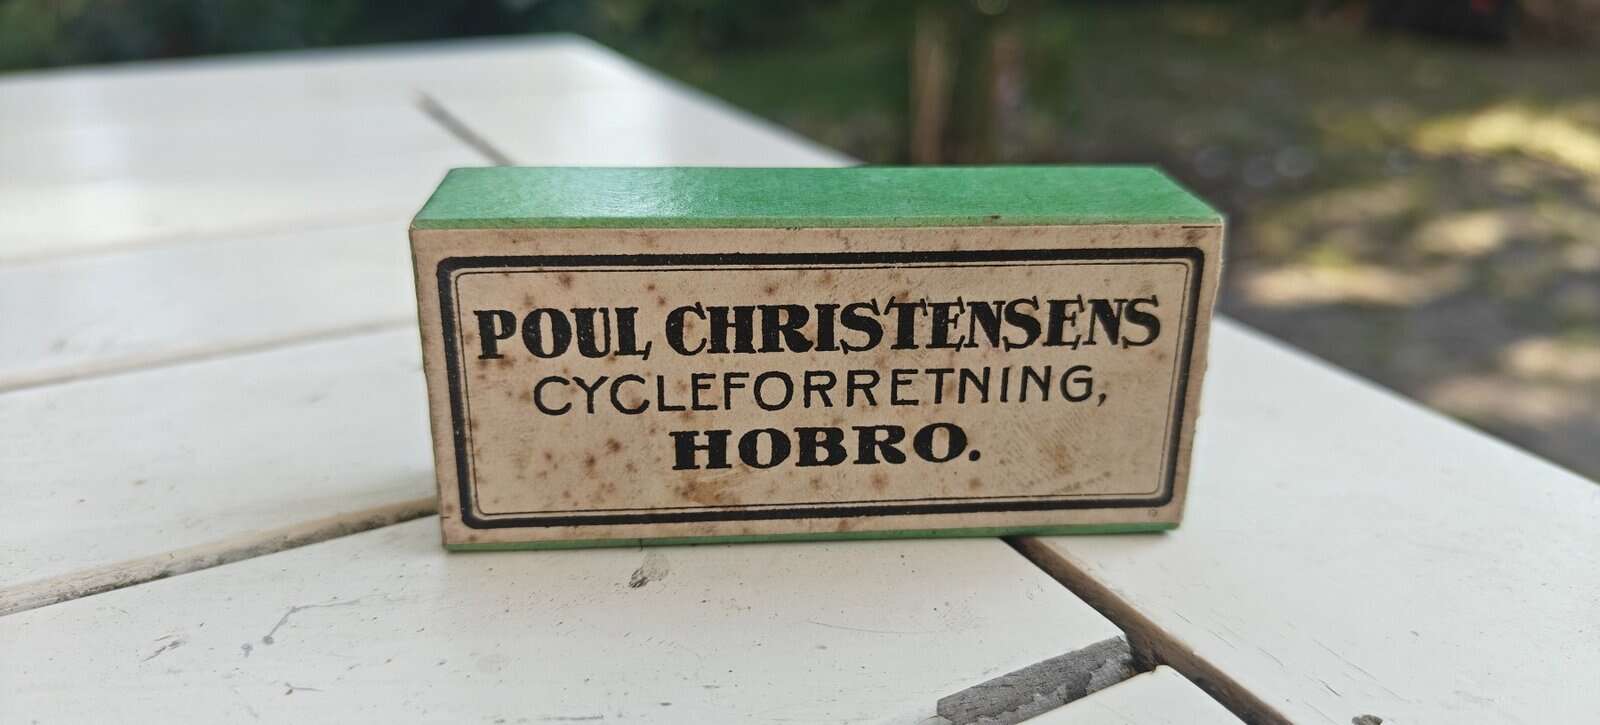 POUL CHRISTENSENS
CYCLEFORRETNING,
HOBRO.